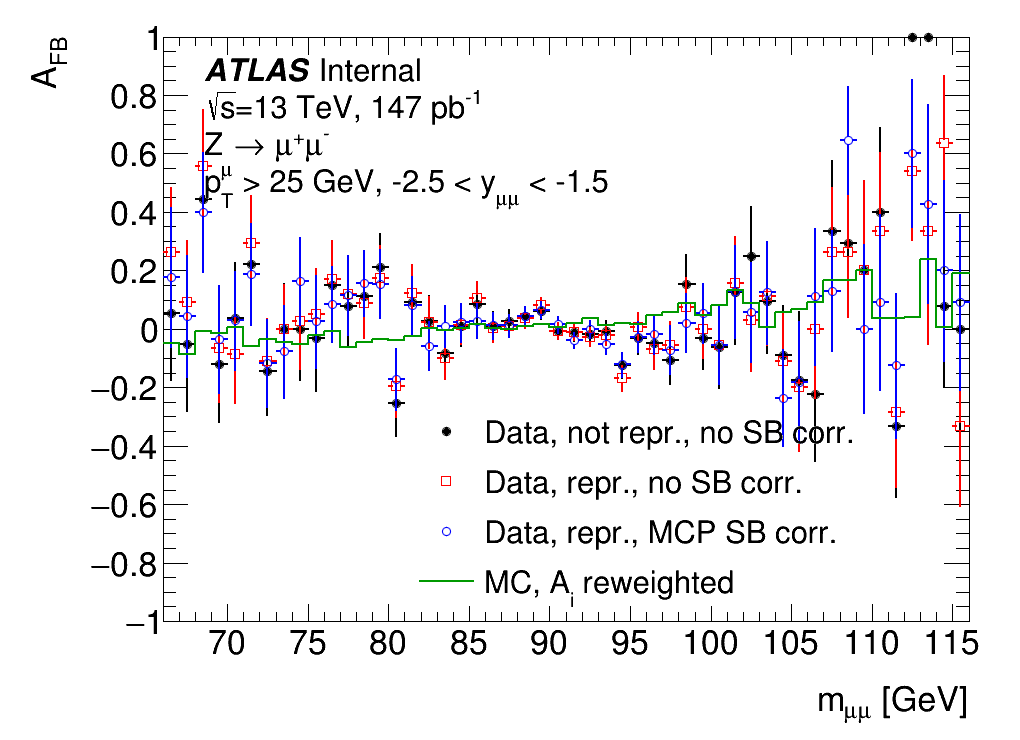 A_FB
ATLAS Internal
√s=13 TeV, 147 pb⁻¹
Z → μ⁺μ⁻
p_T^μ > 25 GeV, -2.5 < y_μμ < -1.5
1
0.8
0.6
0.4
0.2
0
−0.2
−0.4
−0.6
−0.8
−1
Data, not repr., no SB corr.
Data, repr., no SB corr.
Data, repr., MCP SB corr.
MC, A_i reweighted
70 75 80 85 90 95 100 105 110 115
m_μμ [GeV]